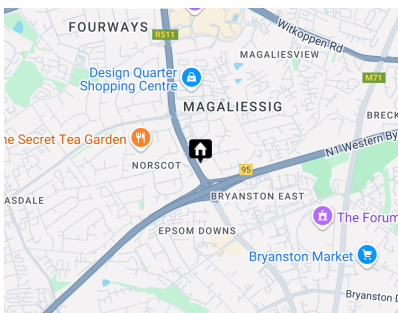 FOURWAYS
R511
Witkoppen Rd
MAGALIESVIEW
Design Quarter
Shopping Centre
M71
MAGALIESSIG
BRECK
ne Secret Tea Garden
N1 Western By
NORSCOT
95
ASDALE
BRYANSTON EAST
The Forum
EPSOM DOWNS
Bryanston Market
Bryanston D